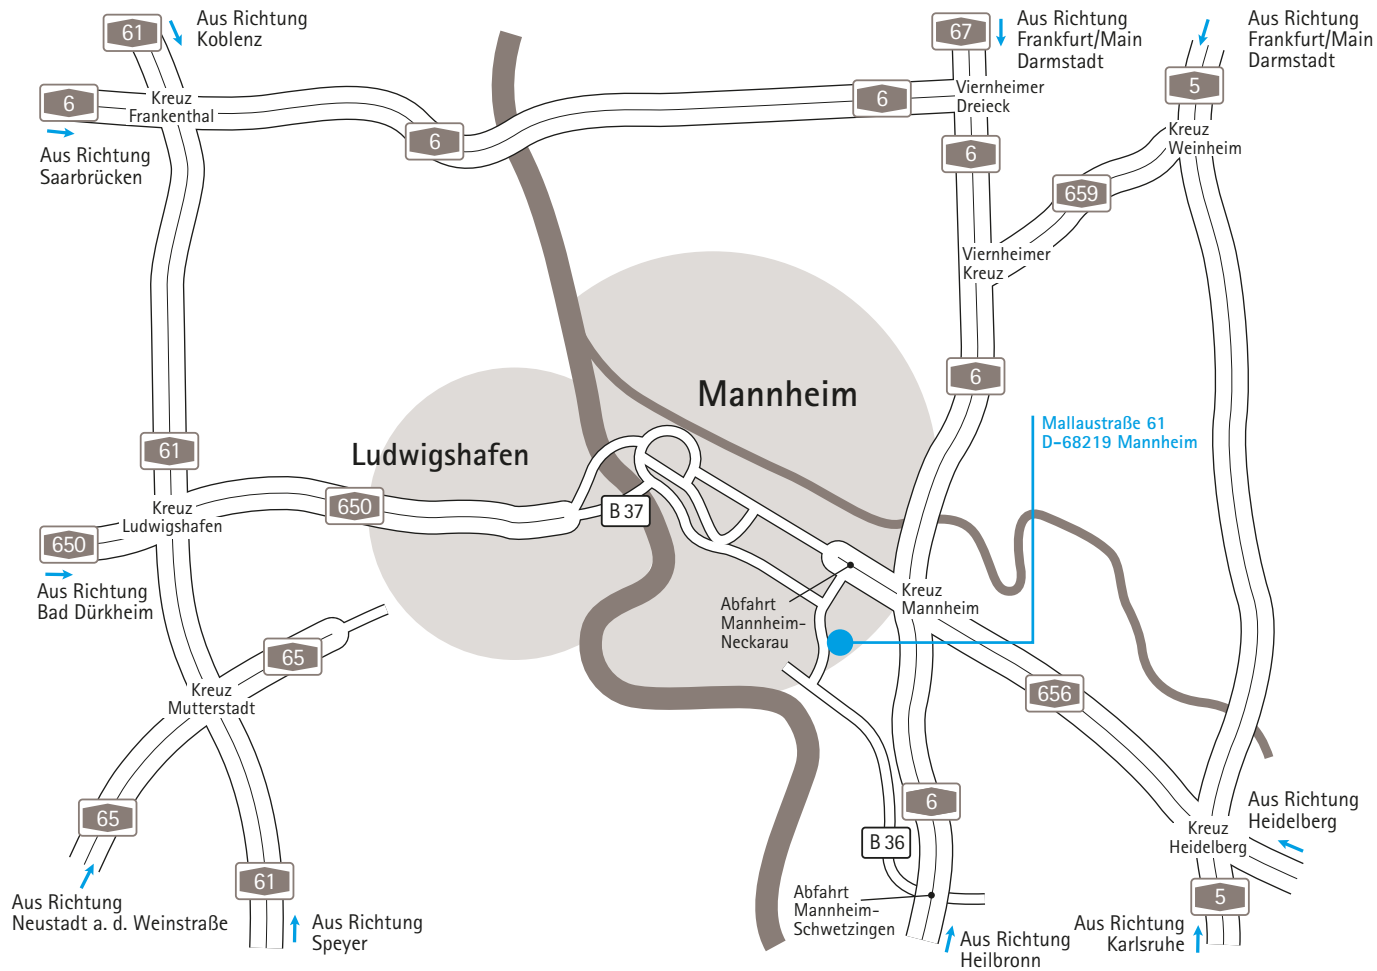 61
Aus Richtung
Koblenz
67
Aus Richtung
Frankfurt/Main
Darmstadt
Aus Richtung
Frankfurt/Main
Darmstadt
5
6
Kreuz
Frankenthal
6
6
Viernheimer
Dreieck
Aus Richtung
Saarbrücken
6
Kreuz
Weinheim
659
Viernheimer
Kreuz
6
Mannheim
Mallaustraße 61
D-68219 Mannheim
61
Ludwigshafen
650
B 37
Kreuz
Ludwigshafen
650
Aus Richtung
Bad Dürkheim
Abfahrt
Mannheim-
Neckarau
Kreuz
Mannheim
65
Kreuz
Mutterstadt
656
65
6
Aus Richtung
Heidelberg
B 36
Kreuz
Heidelberg
61
5
Aus Richtung
Neustadt a. d. Weinstraße
Aus Richtung
Speyer
Abfahrt
Mannheim-
Schwetzingen
Aus Richtung
Heilbronn
Aus Richtung
Karlsruhe